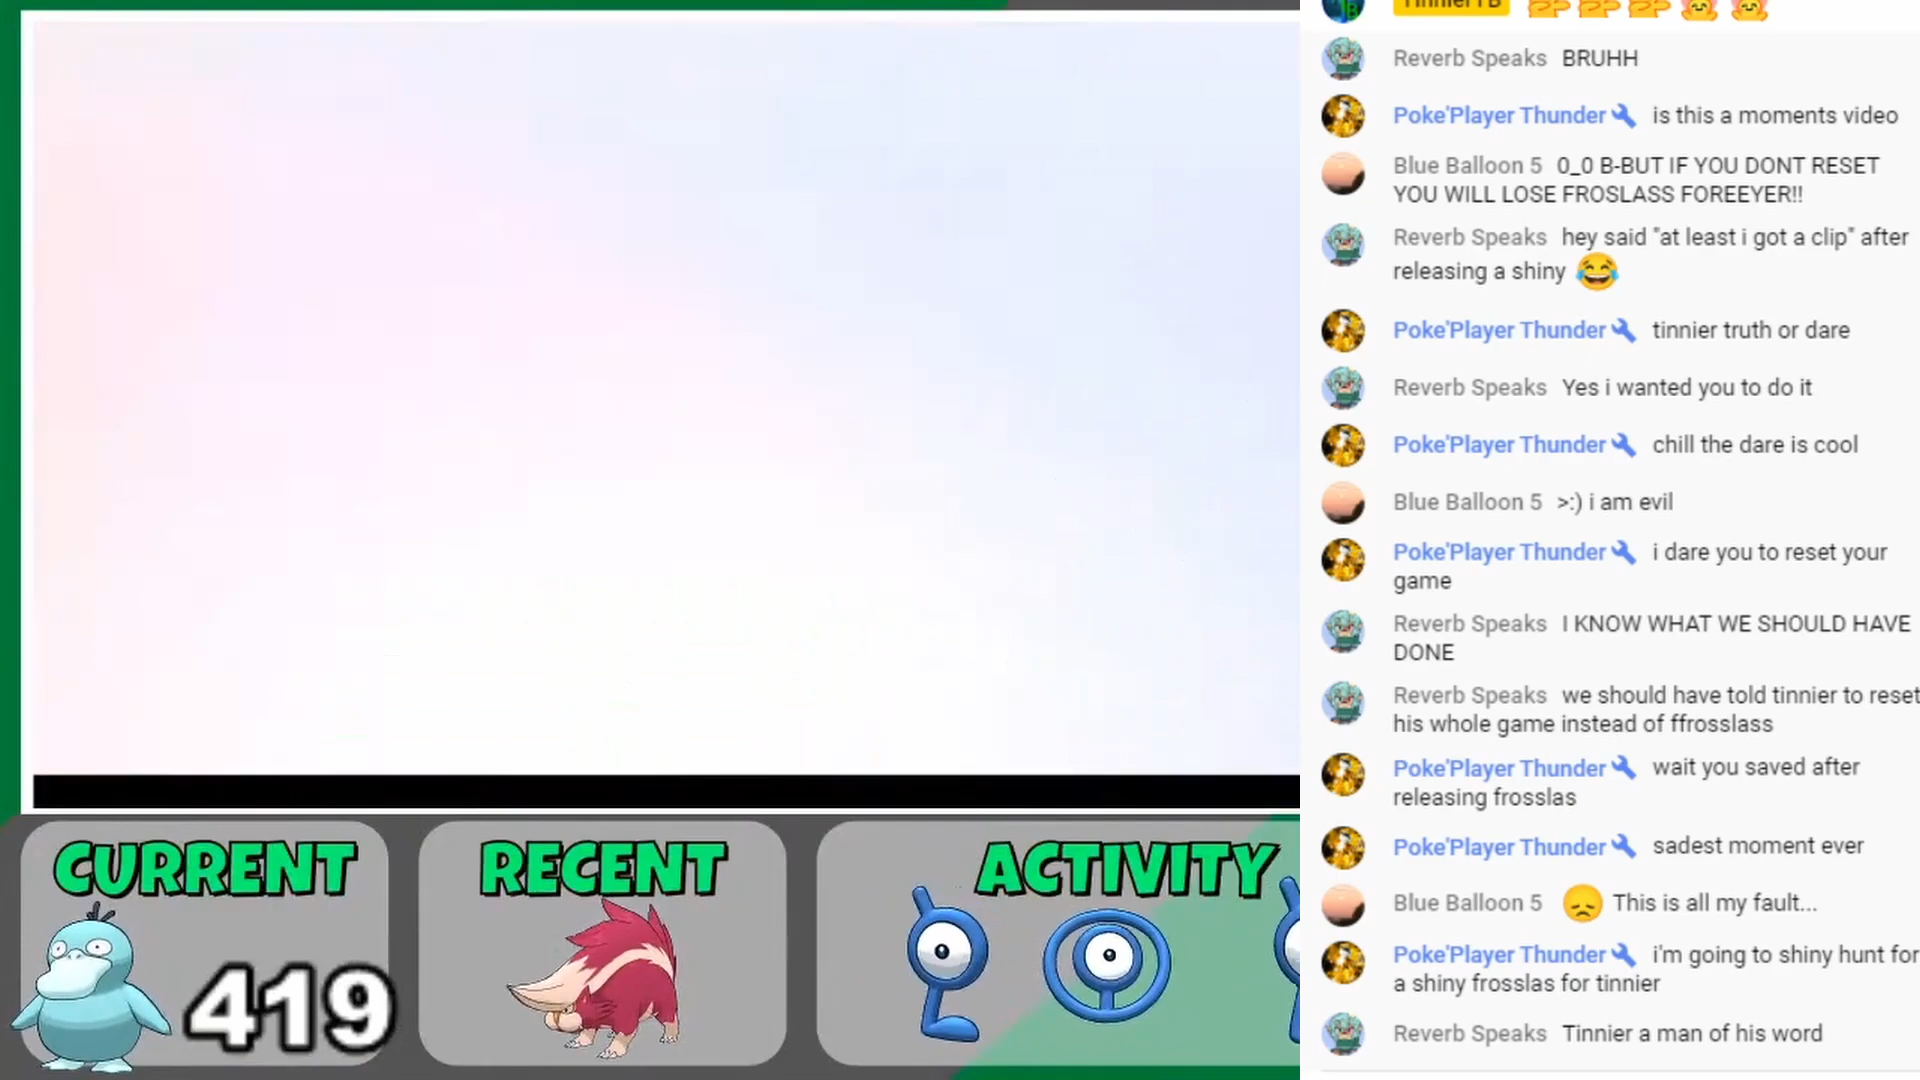 TinnierTB
Reverb Speaks BRUHH
Poke'Player Thunder is this a moments video
Blue Balloon 5 0_0 B-BUT IF YOU DONT RESET
YOU WILL LOSE FROSLASS FOREEYER!!
Reverb Speaks hey said "at least i got a clip" after
releasing a shiny 😂
Poke'Player Thunder tinnier truth or dare
Reverb Speaks Yes i wanted you to do it
Poke'Player Thunder chill the dare is cool
Blue Balloon 5 >:) i am evil
Poke'Player Thunder i dare you to reset your
game
Reverb Speaks I KNOW WHAT WE SHOULD HAVE
DONE
Reverb Speaks we should have told tinnier to reset
his whole game instead of ffrosslass
Poke'Player Thunder wait you saved after
releasing frosslas
Poke'Player Thunder sadest moment ever
Blue Balloon 5 😞 This is all my fault...
Poke'Player Thunder i'm going to shiny hunt for
a shiny frosslas for tinnier
Reverb Speaks Tinnier a man of his word
CURRENT
419
RECENT
ACTIVITY